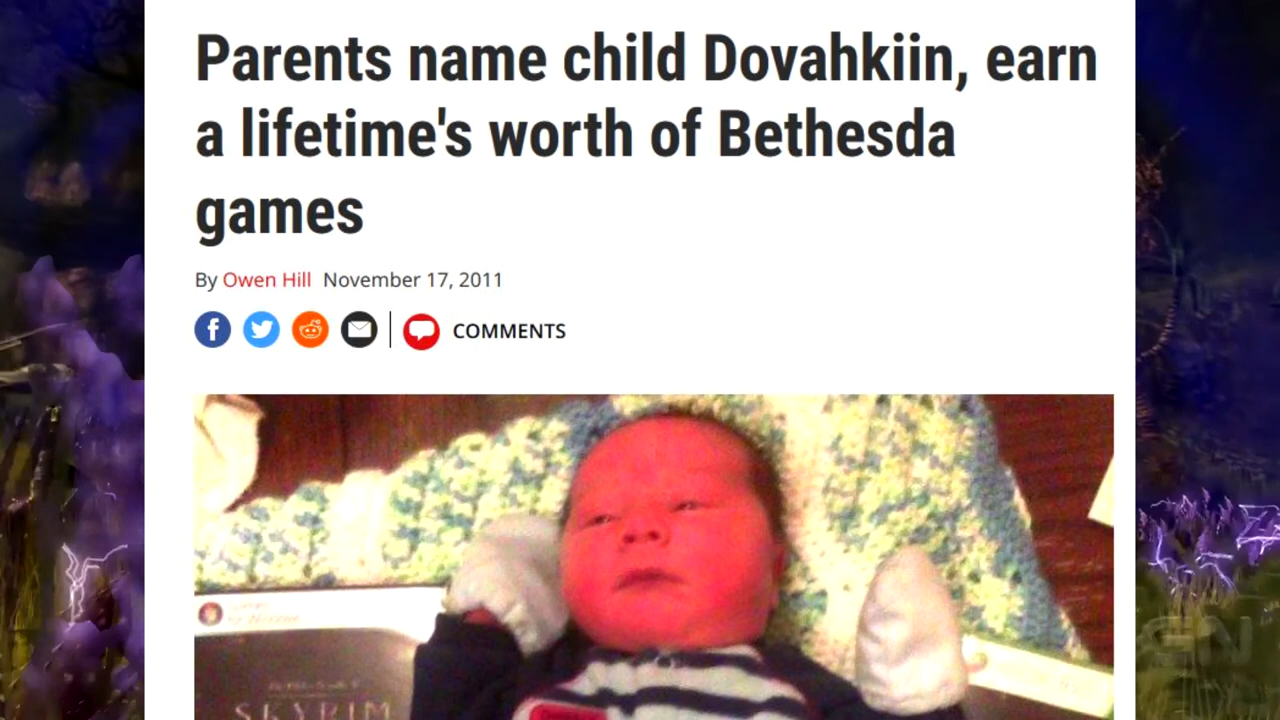 Parents name child Dovahkiin, earn
a lifetime's worth of Bethesda
games
By Owen Hill November 17, 2011
COMMENTS
SKYRIM